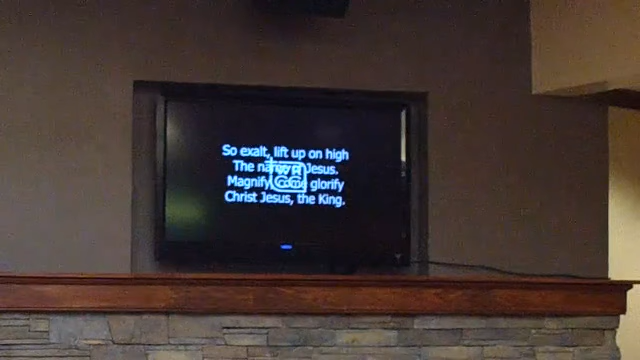 So exalt, lift up on high
The name of Jesus.
Magnify, come glorify
Christ Jesus, the King.